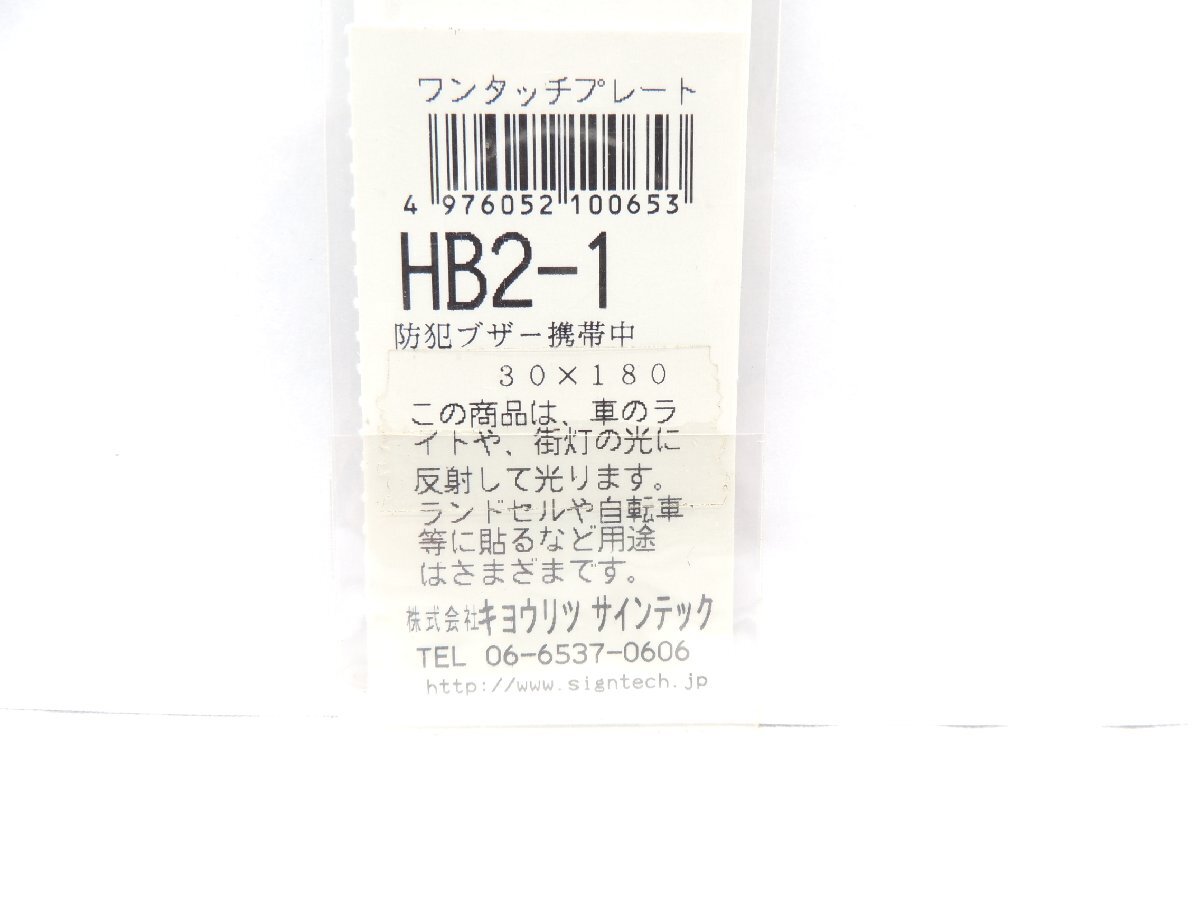 ワンタッチプレート
4 976052 100653
HB2-1
防犯ブザー携帯中
30×180
この商品は、車のラ
イトや、街灯の光に
反射して光ります。
ランドセルや自転車
等に貼るなど用途
はさまざまです。
株式会社キョウリツ サインテック
TEL 06-6537-0606
http://www.signtech.jp